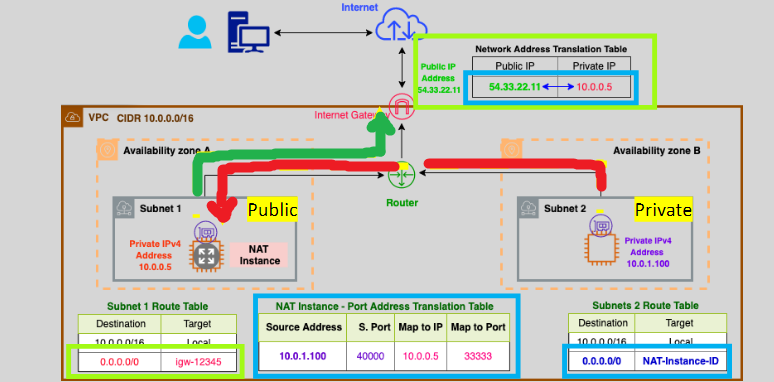 Internet
Network Address Translation Table
Public IP Private IP
Public IP
Address
54.33.22.11
54.33.22.11 10.0.0.5
Internet Gateway
VPC CIDR 10.0.0.0/16
Availability zone A
Availability zone B
Router
Subnet 1 Public
Subnet 2 Private
Private IPv4
Address
10.0.0.5
NAT
Instance
Private IPv4
Address
10.0.1.100
Subnet 1 Route Table
Destination Target
10.0.0.0/16 Local
0.0.0.0/0 igw-12345
NAT Instance - Port Address Translation Table
Source Address S. Port Map to IP Map to Port
10.0.1.100 40000 10.0.0.5 33333
Subnets 2 Route Table
Destination Target
10.0.0.0/16 Local
0.0.0.0/0 NAT-Instance-ID